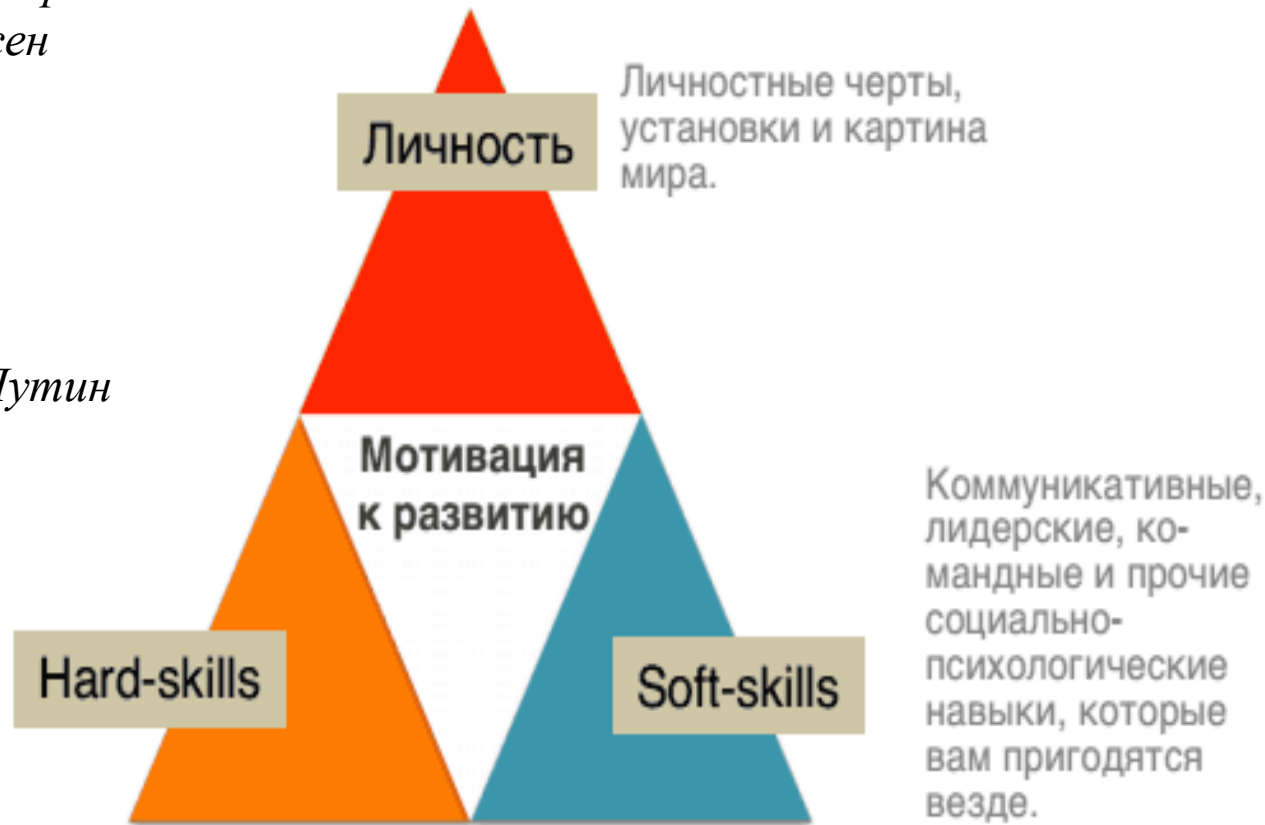 Личность
Личностные черты,
установки и картина
мира.
Мотивация
к развитию
Hard-skills
Soft-skills
Коммуникативные,
лидерские, ко-
мандные и прочие
социально-
психологические
навыки, которые
вам пригодятся
везде.